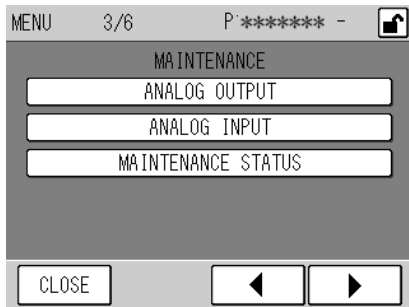 MENU 3/6 P ******* -
MAINTENANCE
ANALOG OUTPUT
ANALOG INPUT
MAINTENANCE STATUS
CLOSE